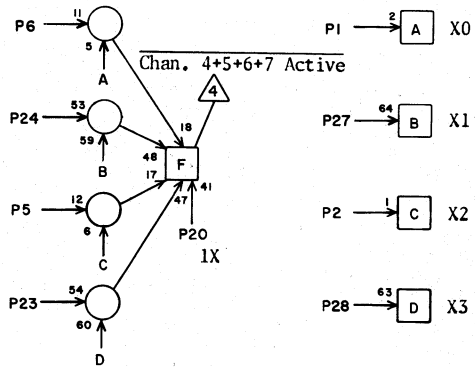 P6 11 5 A
Chan. 4+5+6+7 Active
4
P24 53 59 B
18
48 F
17 47 41
P5 12 6 C
P20
1X
P23 54 60 D
P1 2 A X0
P27 64 B X1
P2 1 C X2
P28 63 D X3